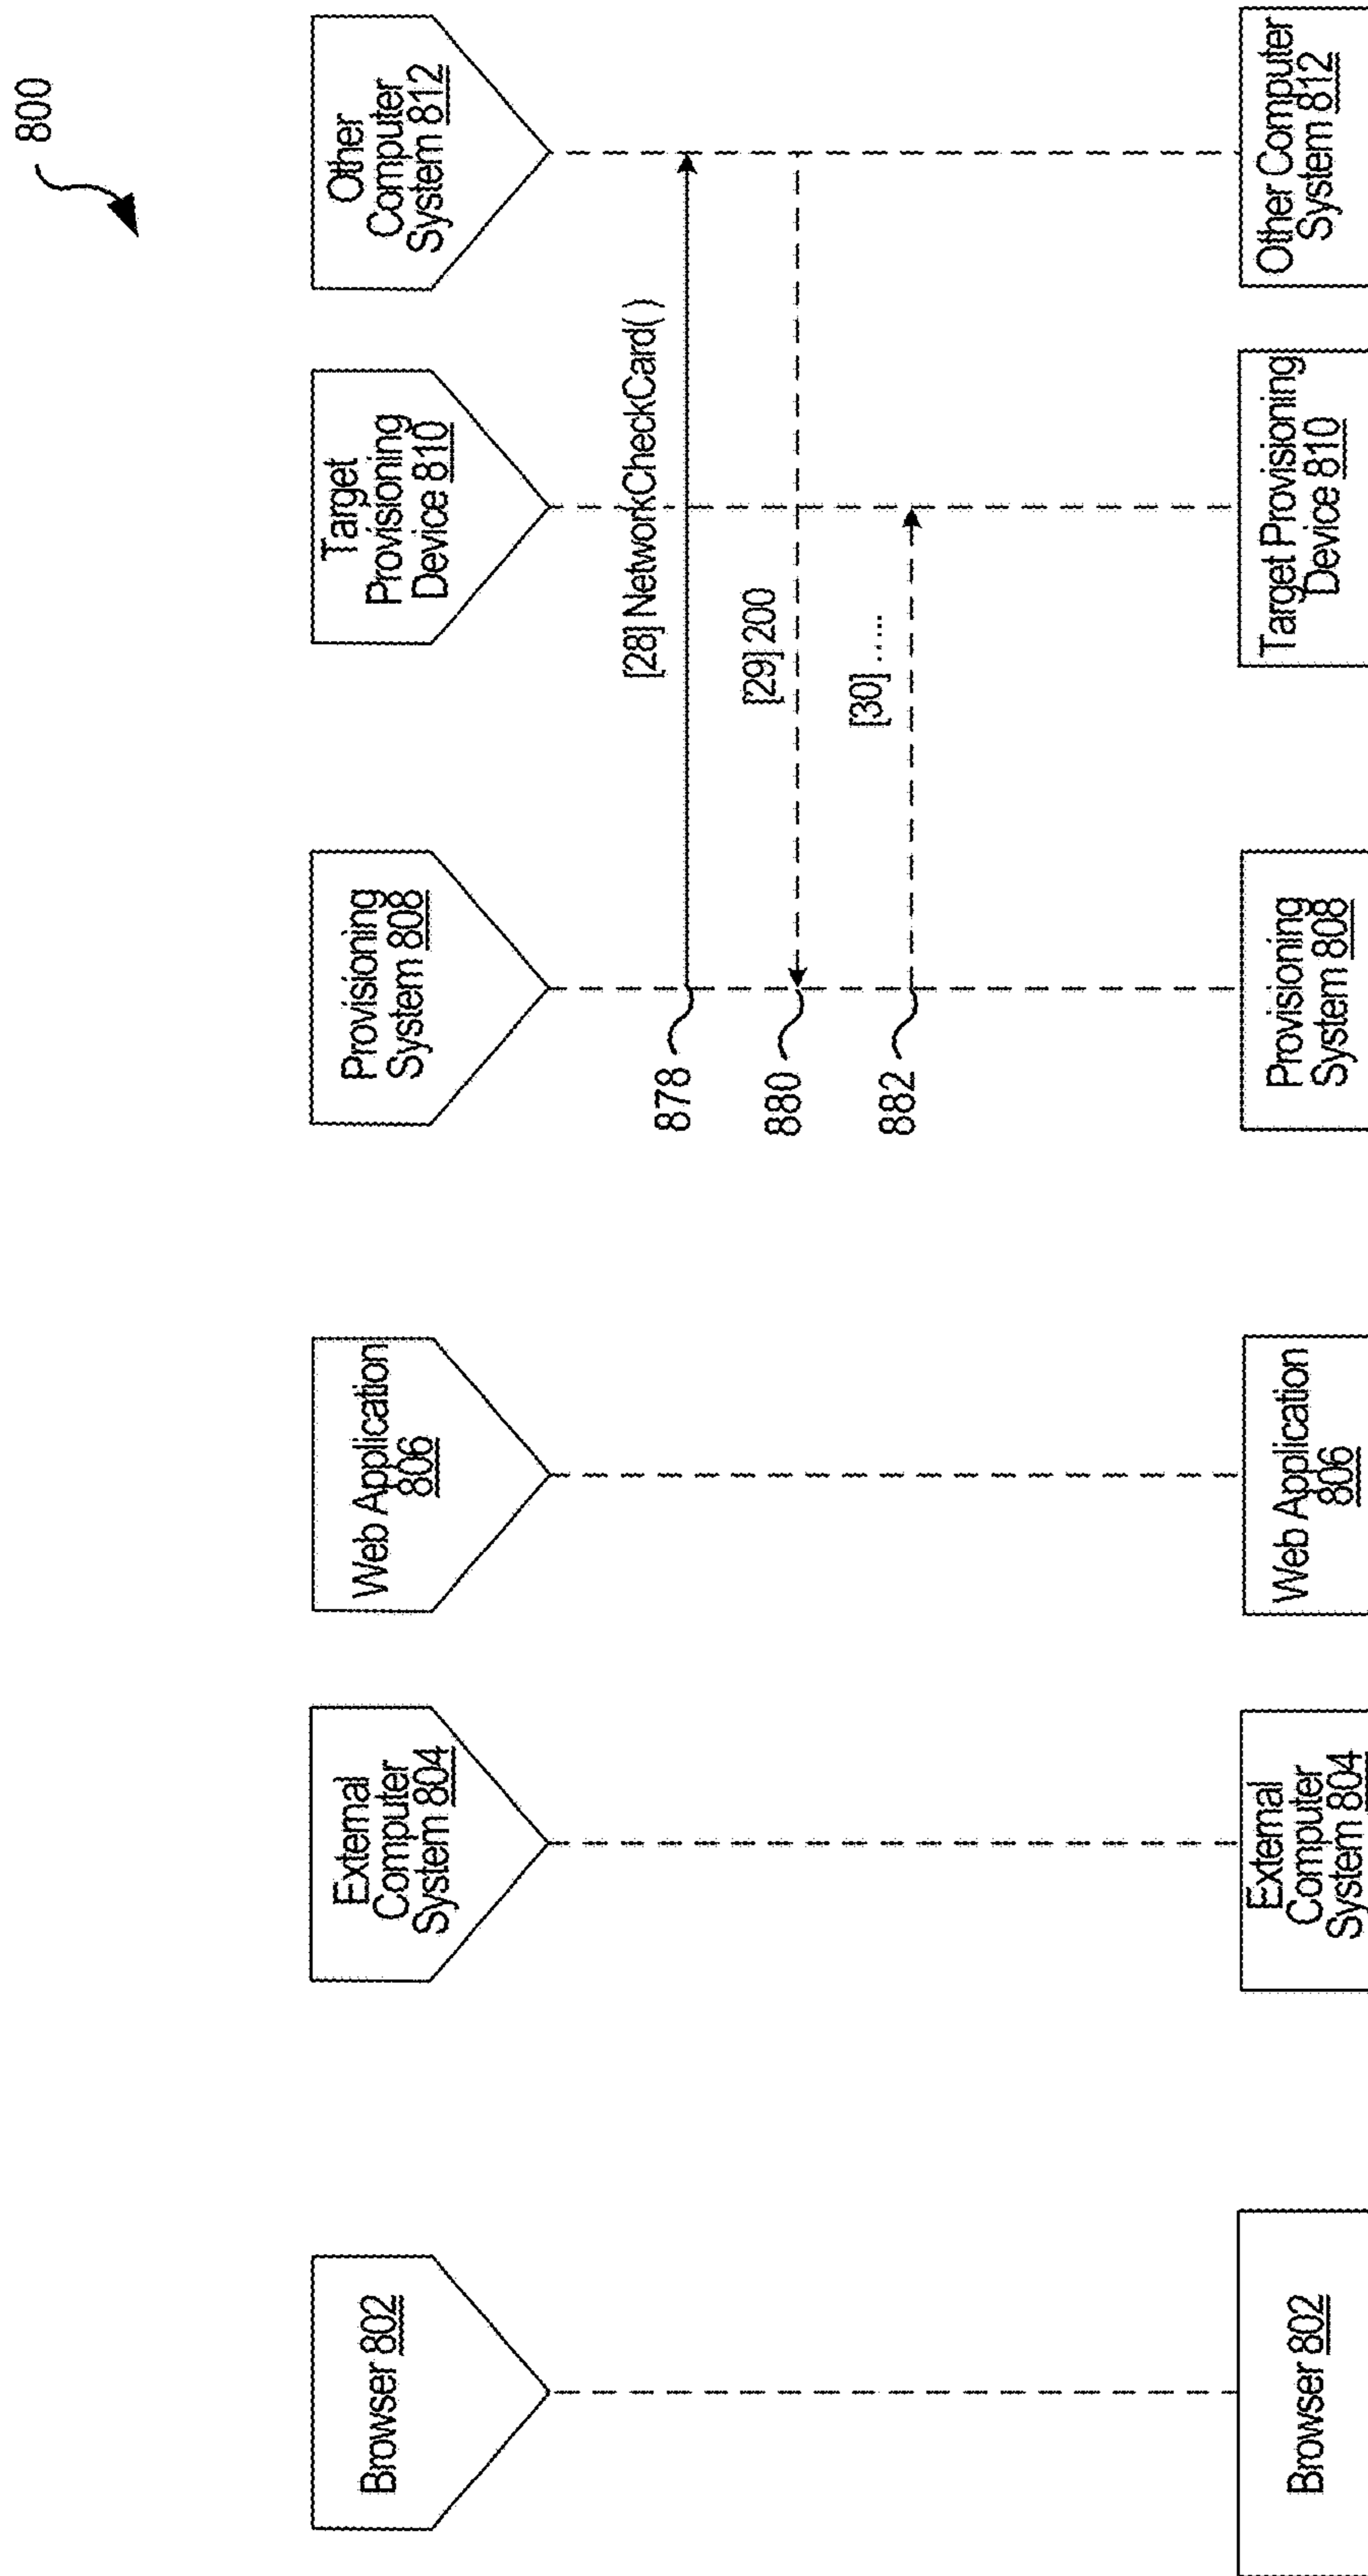 800
Browser 802
External
Computer
System 804
Web Application
806
Provisioning
System 808
Target
Provisioning
Device 810
Other
Computer
System 812
[28] NetworkCheckCard( )
878
[29] 200
880
[30] .....
882
Browser 802
External
Computer
System 804
Web Application
806
Provisioning
System 808
Target Provisioning
Device 810
Other Computer
System 812